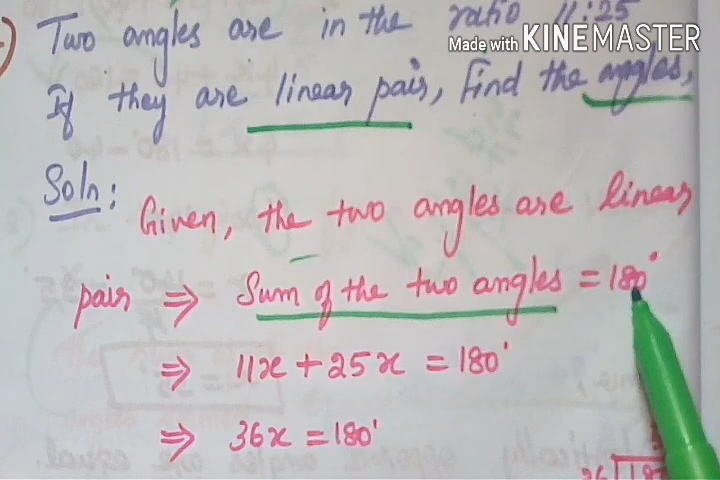 Two angles are in the ratio 11:25
Made with KINEMASTER
If they are linear pair, Find the angles,
Soln:
Given, the two angles are linear
pair ⇒ Sum of the two angles = 180°
⇒ 11x + 25x = 180°
⇒ 36x = 180°